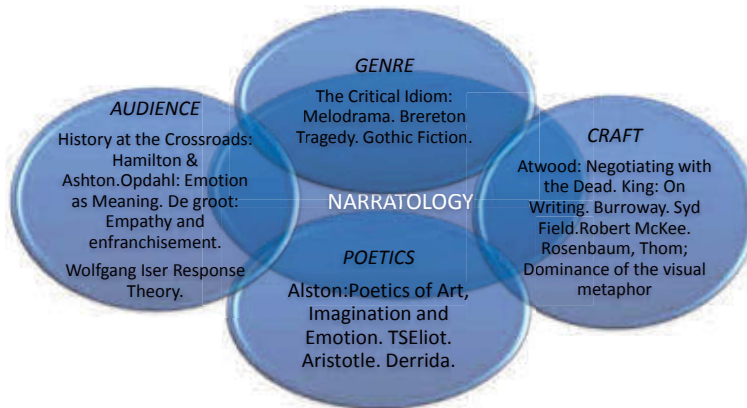 GENRE
The Critical Idiom:
Melodrama. Brereton
Tragedy. Gothic Fiction.
AUDIENCE
History at the Crossroads:
Hamilton &
Ashton.Opdahl: Emotion
as Meaning. De groot:
Empathy and
enfranchisement.
Wolfgang Iser Response
Theory.
NARRATOLOGY
CRAFT
Atwood: Negotiating with
the Dead. King: On
Writing. Burroway. Syd
Field.Robert McKee.
Rosenbaum, Thom;
Dominance of the visual
metaphor
POETICS
Alston:Poetics of Art,
Imagination and
Emotion. TSEliot.
Aristotle. Derrida.